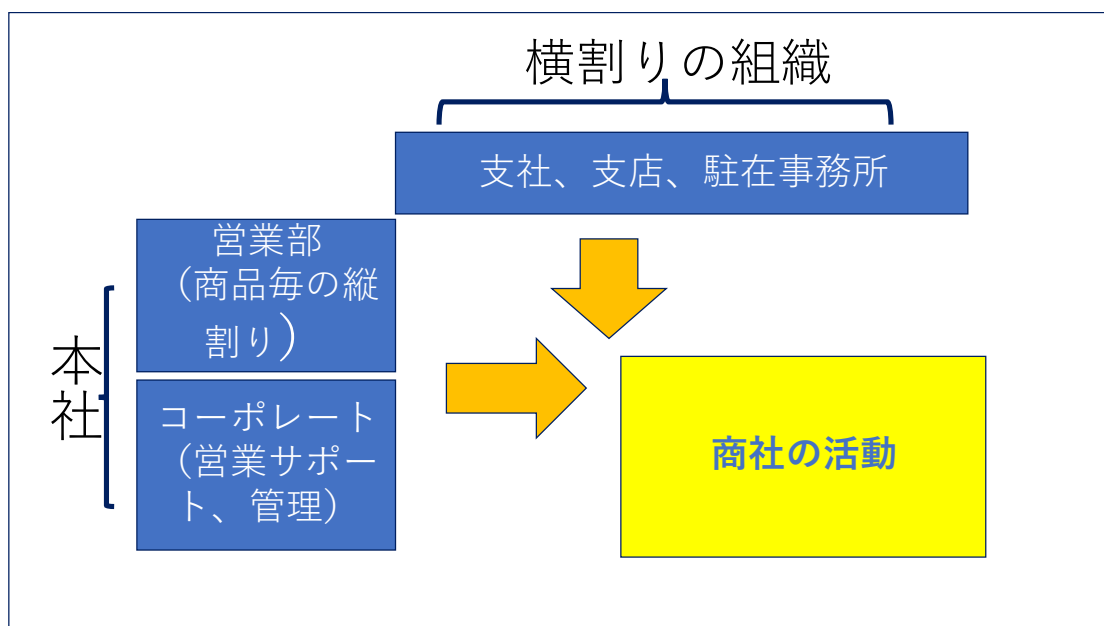 横割りの組織
支社、支店、駐在事務所
営業部
（商品毎の縦
割り）
本
社
コーポレート
（営業サポー
ト、管理）
商社の活動